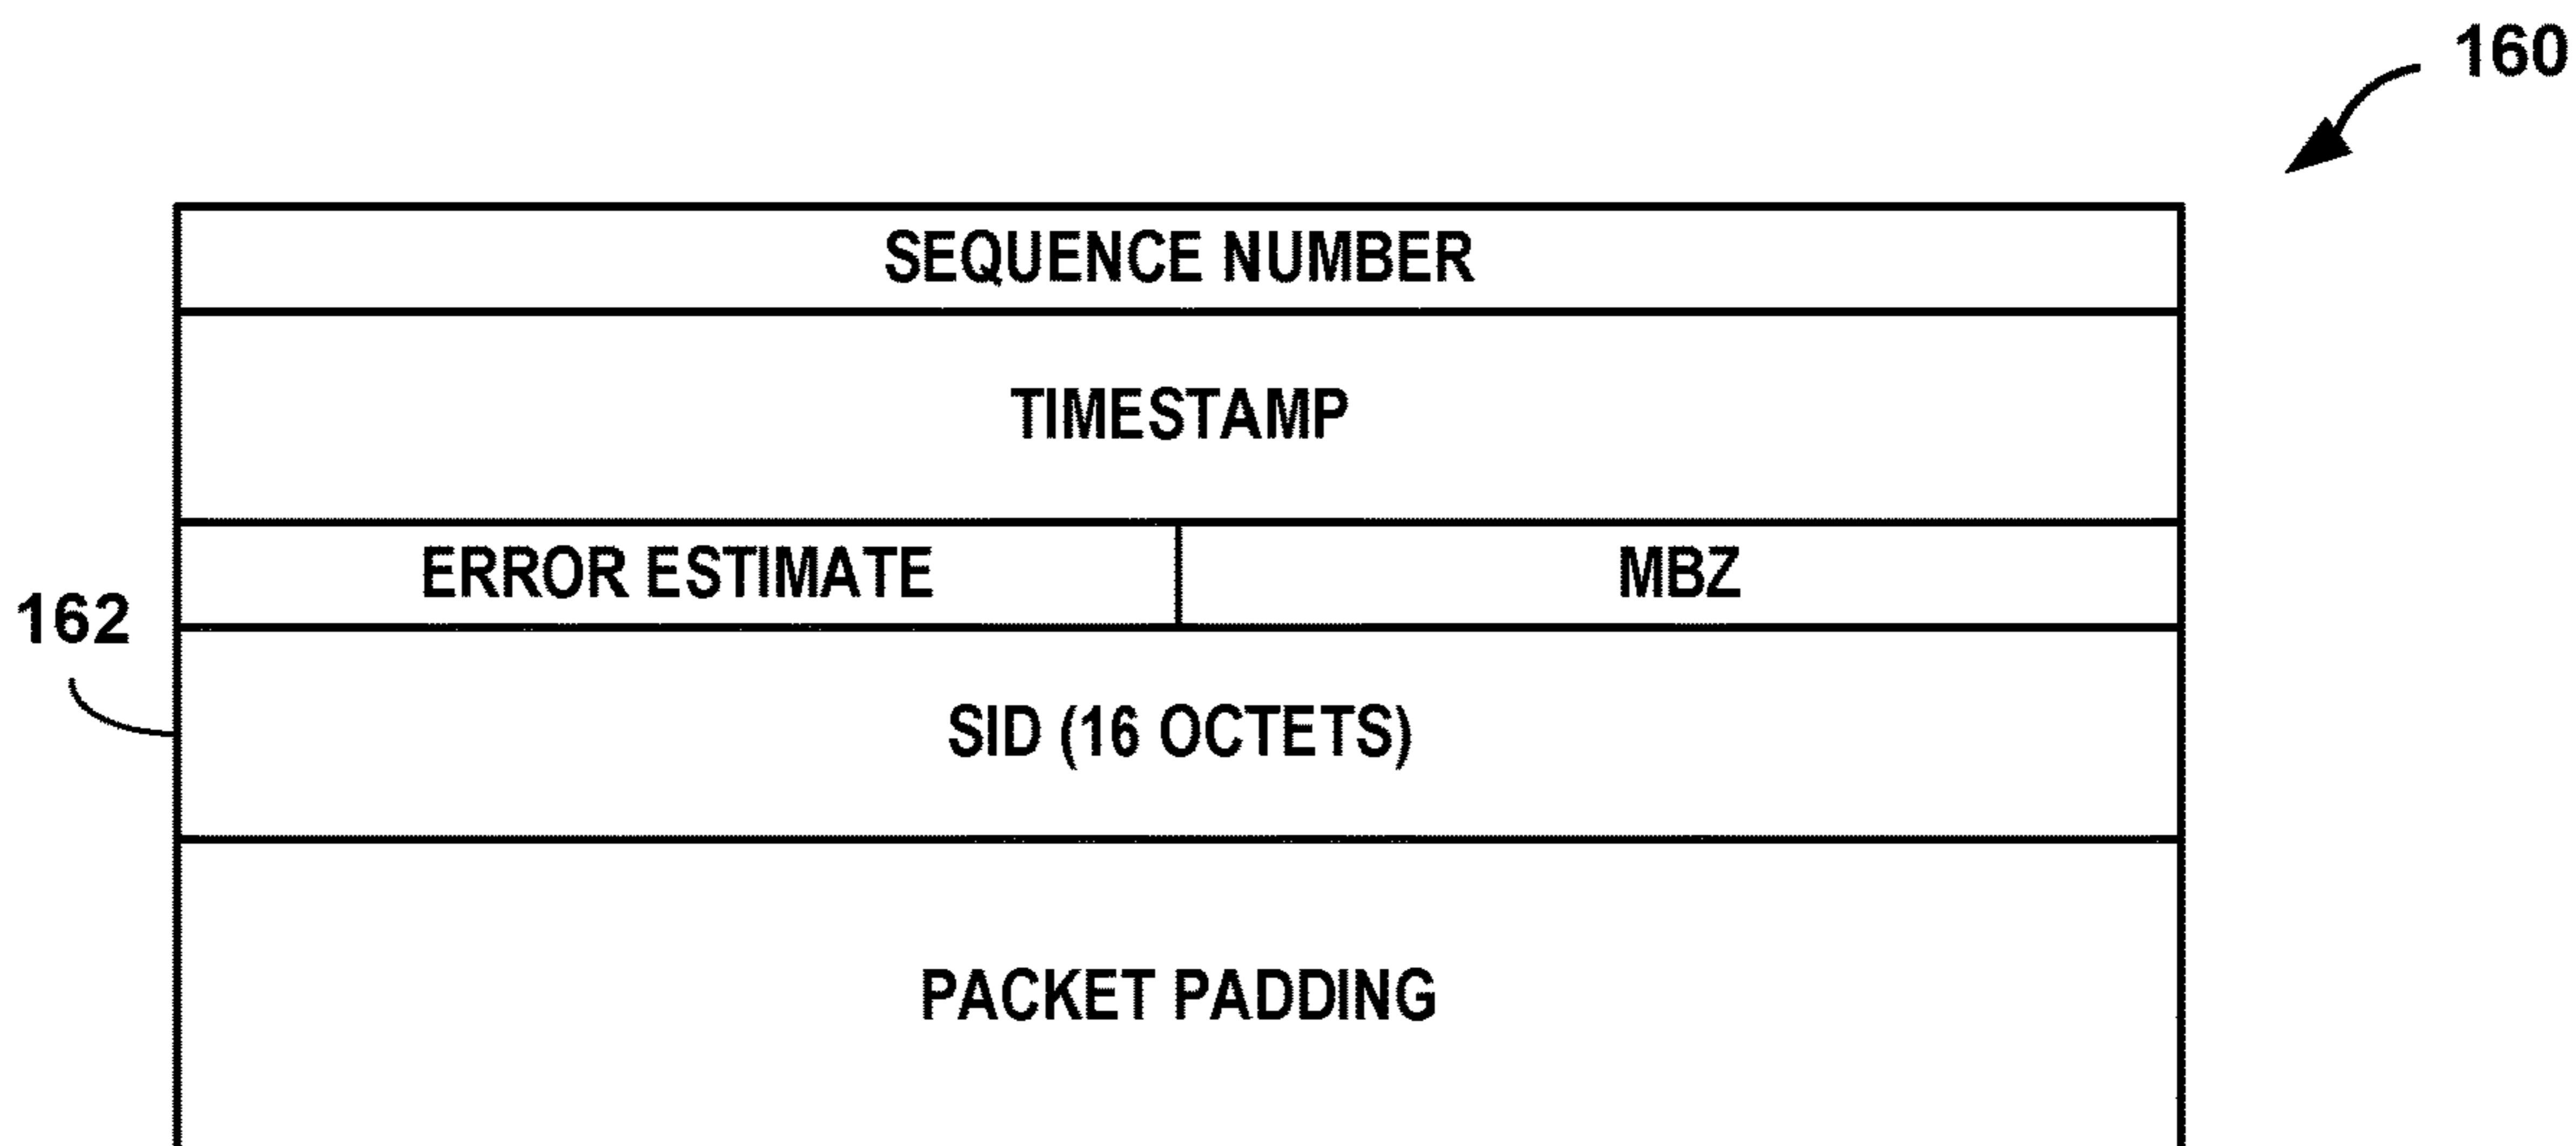 160
SEQUENCE NUMBER
TIMESTAMP
ERROR ESTIMATE MBZ
162
SID (16 OCTETS)
PACKET PADDING